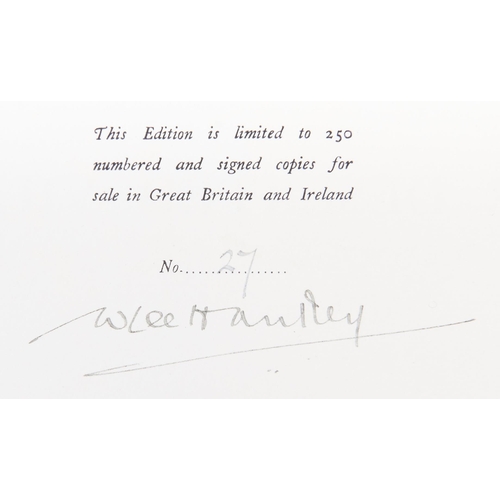 This Edition is limited to 250
numbered and signed copies for
sale in Great Britain and Ireland
No................27
W Lee Hankey